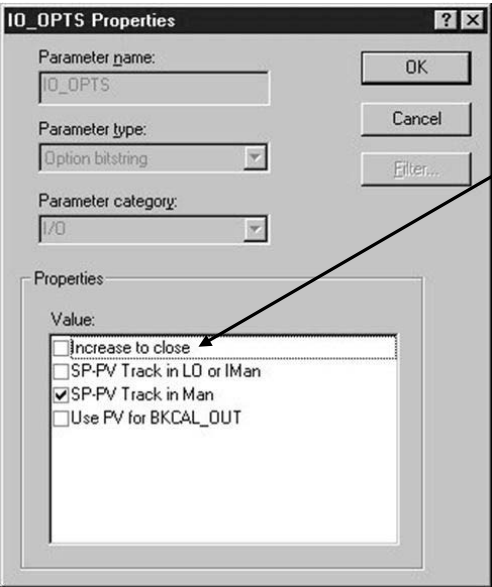 IO_OPTS Properties
Parameter name:
IO_OPTS
OK
Parameter type:
Option bitstring
Cancel
Filter...
Parameter category:
I/O
Properties
Value:
Increase to close
SP-PV Track in LO or IMan
SP-PV Track in Man
Use PV for BKCAL_OUT